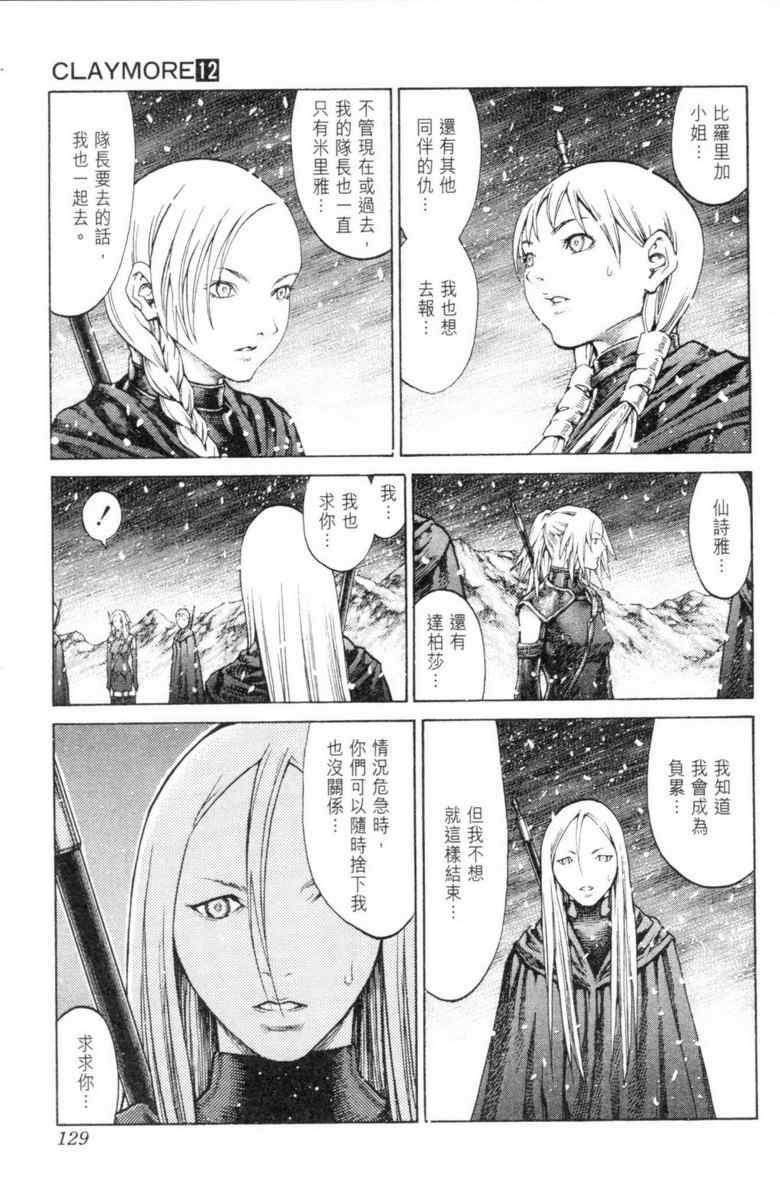 CLAYMORE 12
比羅里加
小姐…
還有其他
同伴的仇…
我也想
去報…
不管現在或過去，
我的隊長也一直
只有米里雅…
隊長要去的話，
我也一起去。
仙詩雅…
還有
達柏莎…
我…
我也
求你…
！
我知道
我會成為
負累…
但我不想
就這樣結束…
情況危急時，
你們可以隨時捨下我
也沒關係…
求求你…
129